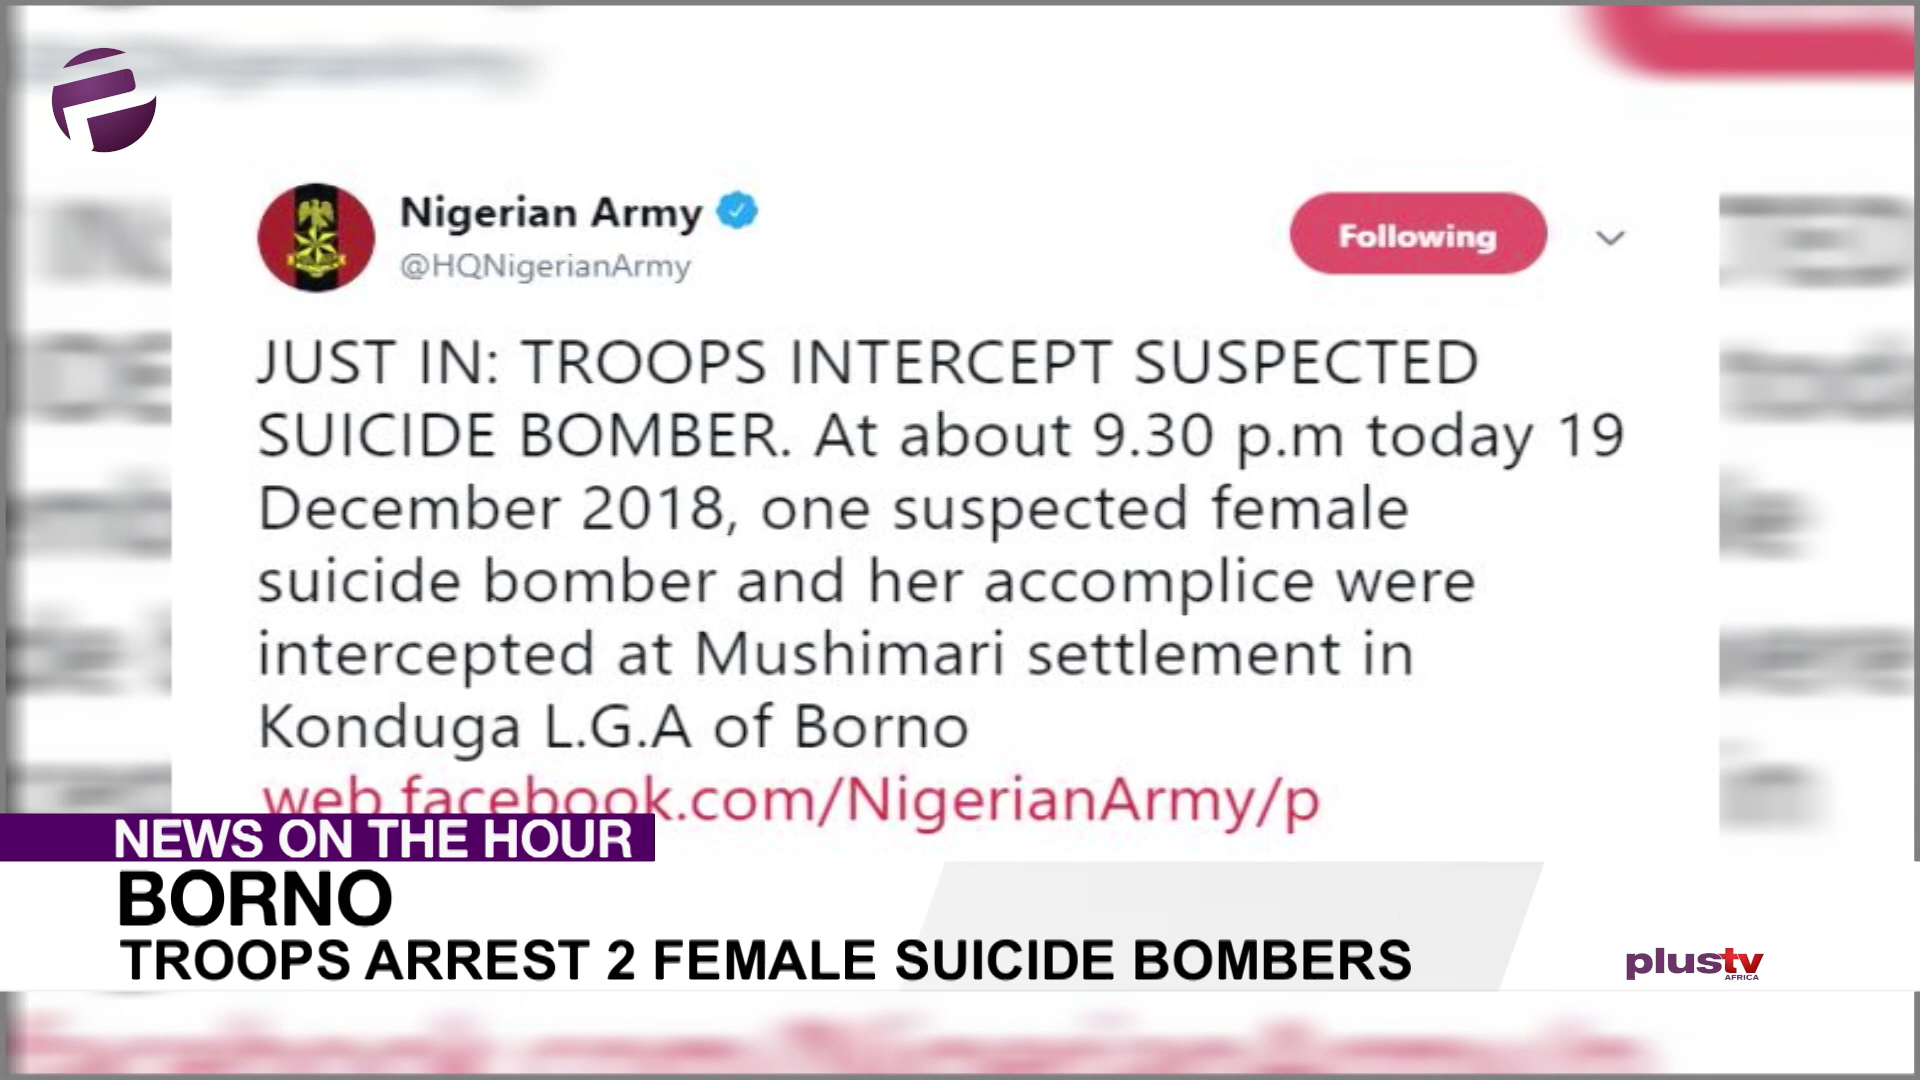 Nigerian Army
@HQNigerianArmy
Following
JUST IN: TROOPS INTERCEPT SUSPECTED
SUICIDE BOMBER. At about 9.30 p.m today 19
December 2018, one suspected female
suicide bomber and her accomplice were
intercepted at Mushimari settlement in
Konduga L.G.A of Borno
web.facebook.com/NigerianArmy/p
NEWS ON THE HOUR
BORNO
TROOPS ARREST 2 FEMALE SUICIDE BOMBERS
plustv
AFRICA